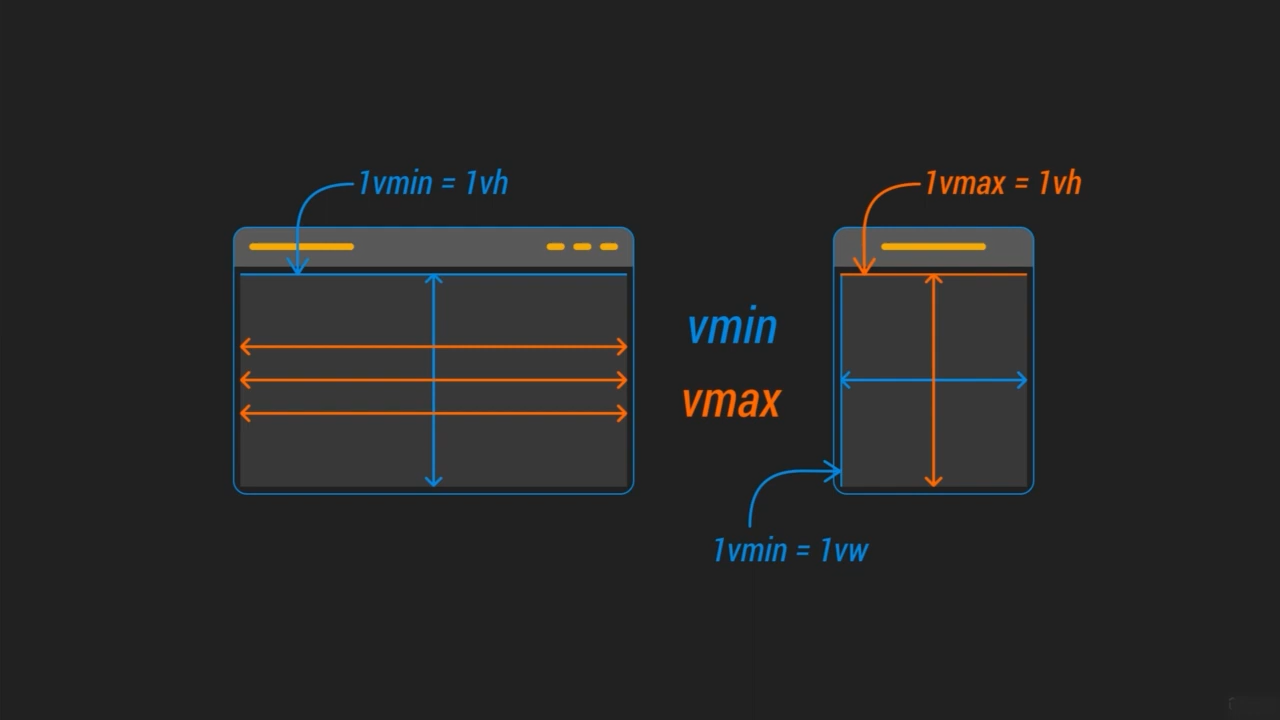 1vmin = 1vh
1vmax = 1vh
vmin
vmax
1vmin = 1vw